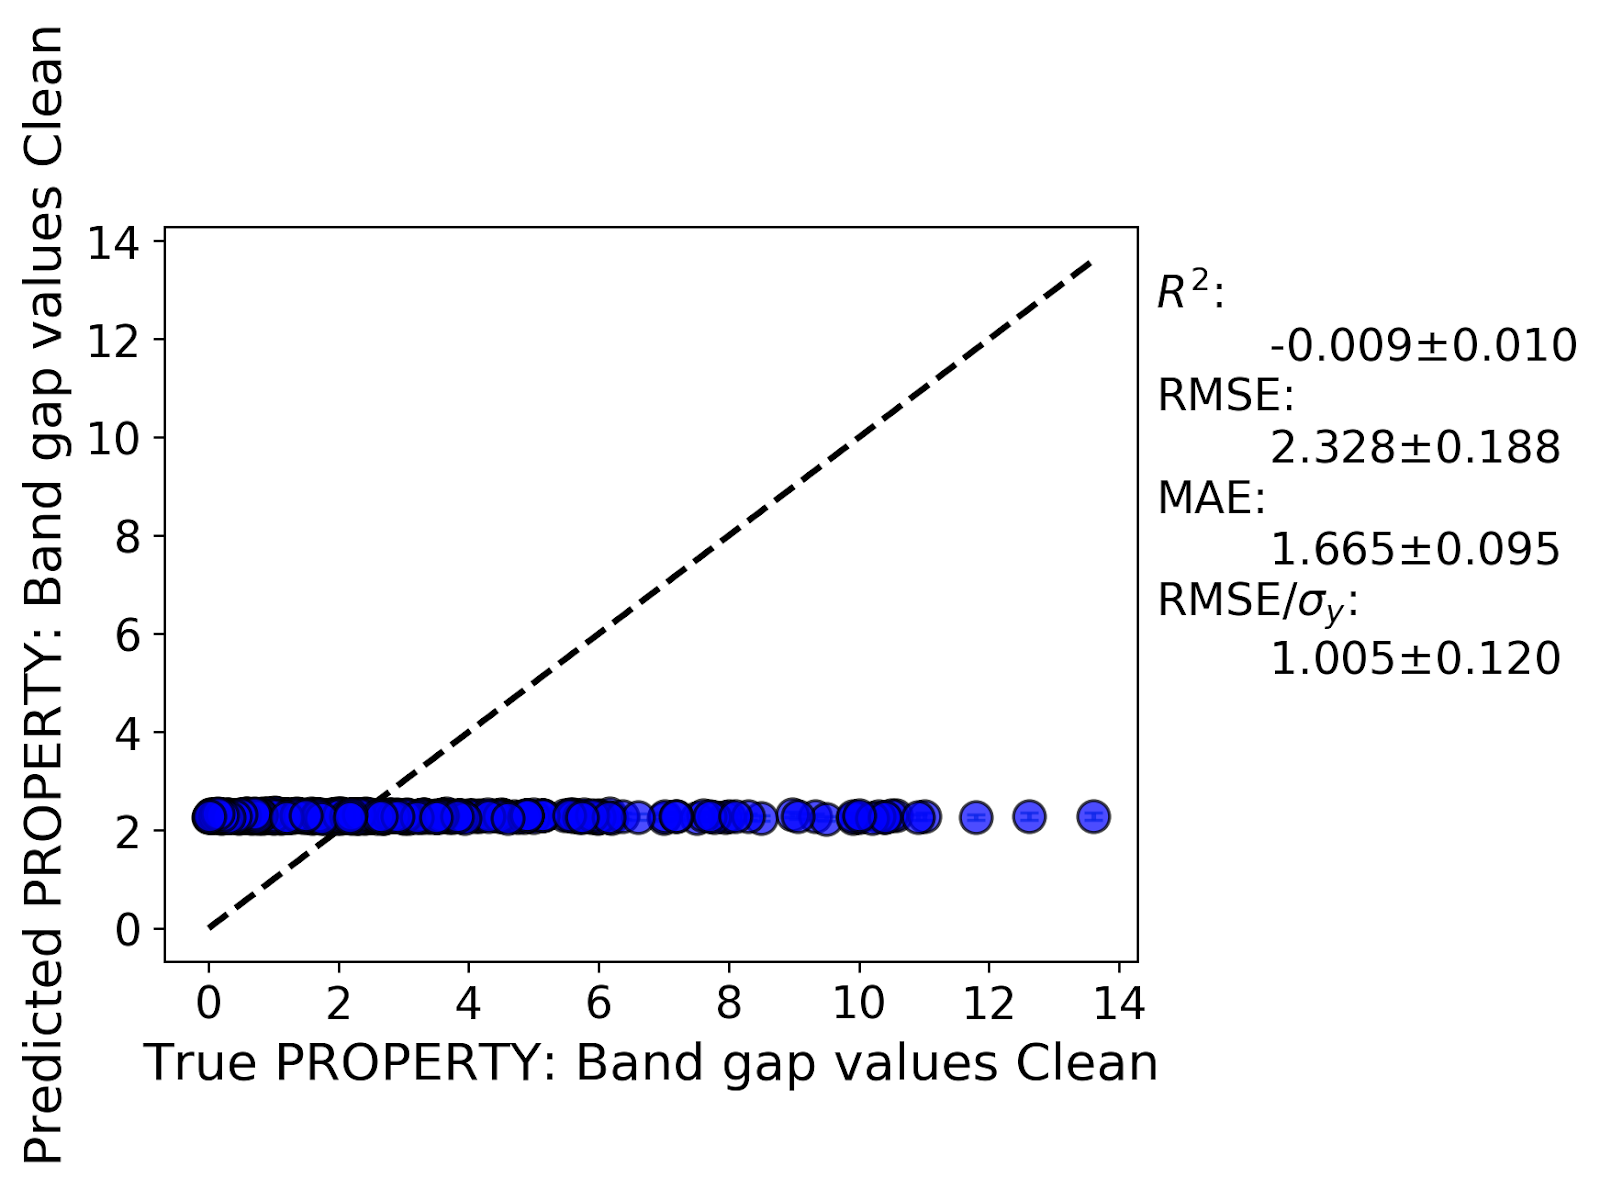 Predicted PROPERTY: Band gap values Clean
14
12
10
8
6
4
2
0
0 2 4 6 8 10 12 14
True PROPERTY: Band gap values Clean
R²:
-0.009±0.010
RMSE:
2.328±0.188
MAE:
1.665±0.095
RMSE/σy:
1.005±0.120